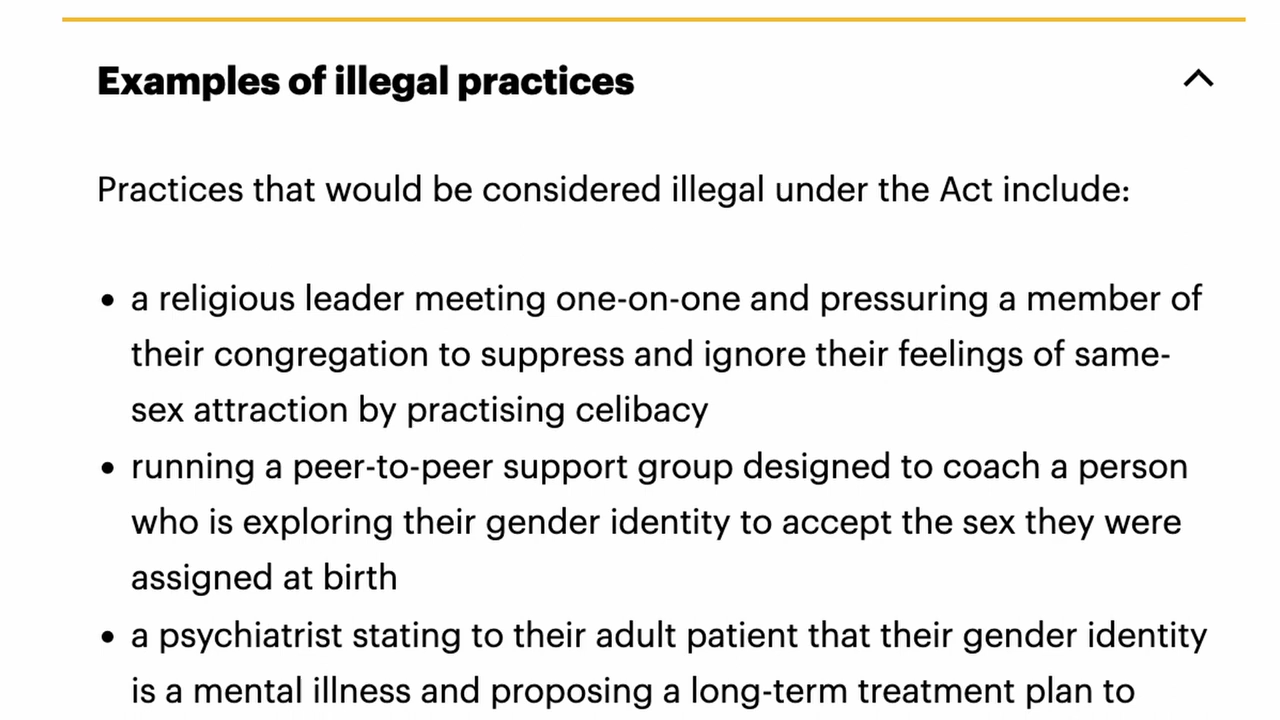 Examples of illegal practices
Practices that would be considered illegal under the Act include:
• a religious leader meeting one-on-one and pressuring a member of
their congregation to suppress and ignore their feelings of same-
sex attraction by practising celibacy
• running a peer-to-peer support group designed to coach a person
who is exploring their gender identity to accept the sex they were
assigned at birth
• a psychiatrist stating to their adult patient that their gender identity
is a mental illness and proposing a long-term treatment plan to